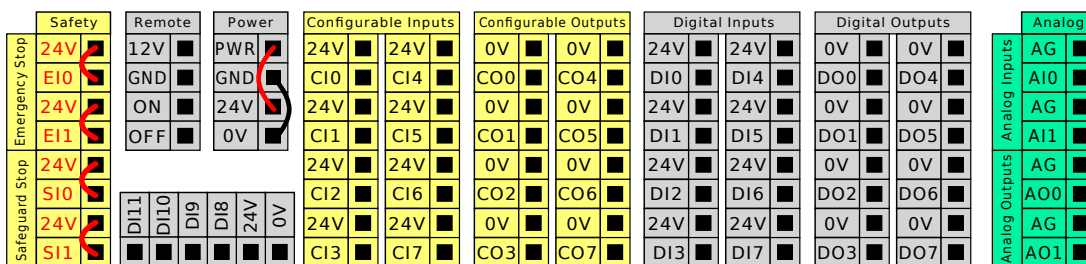 Safety
Emergency Stop
24V
EI0
24V
EI1
Safeguard Stop
24V
SI0
24V
SI1
Remote
12V
GND
ON
OFF
Power
PWR
GND
24V
0V
DI11 DI10 DI9 DI8 24V 0V
Configurable Inputs
24V 24V
CI0 CI4
24V 24V
CI1 CI5
24V 24V
CI2 CI6
24V 24V
CI3 CI7
Configurable Outputs
0V 0V
CO0 CO4
0V 0V
CO1 CO5
0V 0V
CO2 CO6
0V 0V
CO3 CO7
Digital Inputs
24V 24V
DI0 DI4
24V 24V
DI1 DI5
24V 24V
DI2 DI6
24V 24V
DI3 DI7
Digital Outputs
0V 0V
DO0 DO4
0V 0V
DO1 DO5
0V 0V
DO2 DO6
0V 0V
DO3 DO7
Analog
Analog Inputs
AG
AI0
AG
AI1
Analog Outputs
AG
AO0
AG
AO1